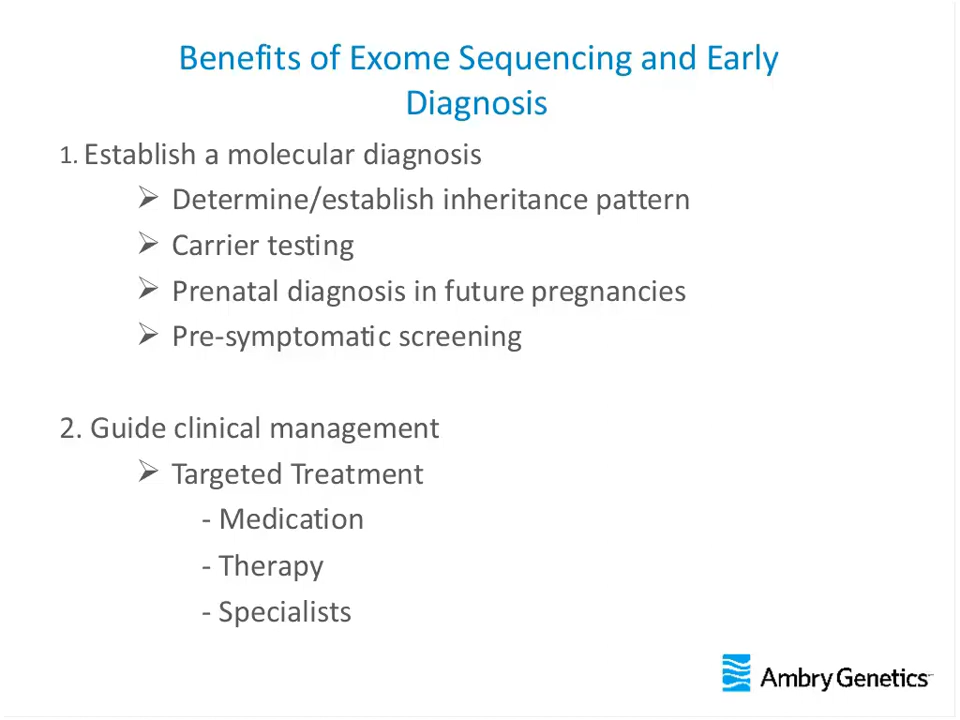 Benefits of Exome Sequencing and Early
Diagnosis
1. Establish a molecular diagnosis
➢ Determine/establish inheritance pattern
➢ Carrier testing
➢ Prenatal diagnosis in future pregnancies
➢ Pre-symptomatic screening
2. Guide clinical management
➢ Targeted Treatment
- Medication
- Therapy
- Specialists
Ambry Genetics